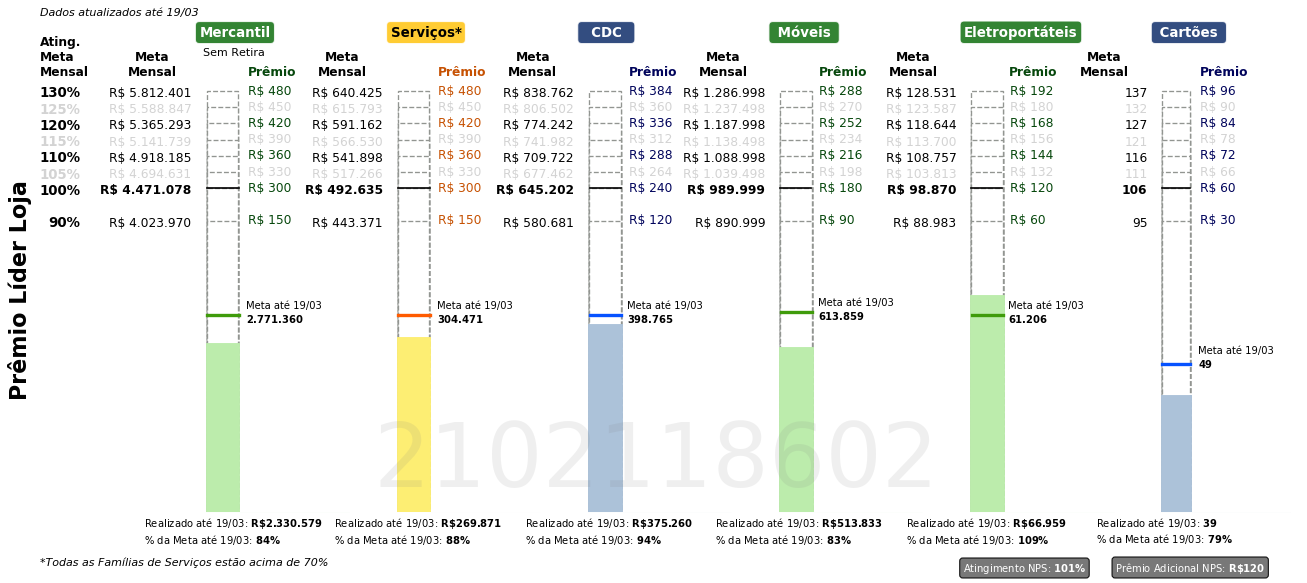 Dados atualizados até 19/03
Mercantil Serviços* CDC Móveis Eletroportáteis Cartões
Sem Retira
Ating. Meta Mensal Meta Mensal Prêmio Meta Mensal Prêmio Meta Mensal Prêmio Meta Mensal Prêmio Meta Mensal Prêmio Meta Mensal Prêmio
130% R$ 5.812.401 R$ 480 R$ 640.425 R$ 480 R$ 838.762 R$ 384 R$ 1.286.998 R$ 288 R$ 128.531 R$ 192 137 R$ 96
125% R$ 5.588.847 R$ 450 R$ 615.793 R$ 450 R$ 806.502 R$ 360 R$ 1.237.498 R$ 270 R$ 123.587 R$ 180 132 R$ 90
120% R$ 5.365.293 R$ 420 R$ 591.162 R$ 420 R$ 774.242 R$ 336 R$ 1.187.998 R$ 252 R$ 118.644 R$ 168 127 R$ 84
115% R$ 5.141.739 R$ 390 R$ 566.530 R$ 390 R$ 741.982 R$ 312 R$ 1.138.498 R$ 234 R$ 113.700 R$ 156 121 R$ 78
110% R$ 4.918.185 R$ 360 R$ 541.898 R$ 360 R$ 709.722 R$ 288 R$ 1.088.998 R$ 216 R$ 108.757 R$ 144 116 R$ 72
105% R$ 4.694.631 R$ 330 R$ 517.266 R$ 330 R$ 677.462 R$ 264 R$ 1.039.498 R$ 198 R$ 103.813 R$ 132 111 R$ 66
100% R$ 4.471.078 R$ 300 R$ 492.635 R$ 300 R$ 645.202 R$ 240 R$ 989.999 R$ 180 R$ 98.870 R$ 120 106 R$ 60
90% R$ 4.023.970 R$ 150 R$ 443.371 R$ 150 R$ 580.681 R$ 120 R$ 890.999 R$ 90 R$ 88.983 R$ 60 95 R$ 30
Prêmio Líder Loja
Meta até 19/03 Meta até 19/03 Meta até 19/03 Meta até 19/03 Meta até 19/03
2.771.360 304.471 398.765 613.859 61.206
Meta até 19/03
49
2102118602
Realizado até 19/03: R$2.330.579 Realizado até 19/03: R$269.871 Realizado até 19/03: R$375.260 Realizado até 19/03: R$513.833 Realizado até 19/03: R$66.959 Realizado até 19/03: 39
% da Meta até 19/03: 84% % da Meta até 19/03: 88% % da Meta até 19/03: 94% % da Meta até 19/03: 83% % da Meta até 19/03: 109% % da Meta até 19/03: 79%
*Todas as Famílias de Serviços estão acima de 70%
Atingimento NPS: 101% Prêmio Adicional NPS: R$120